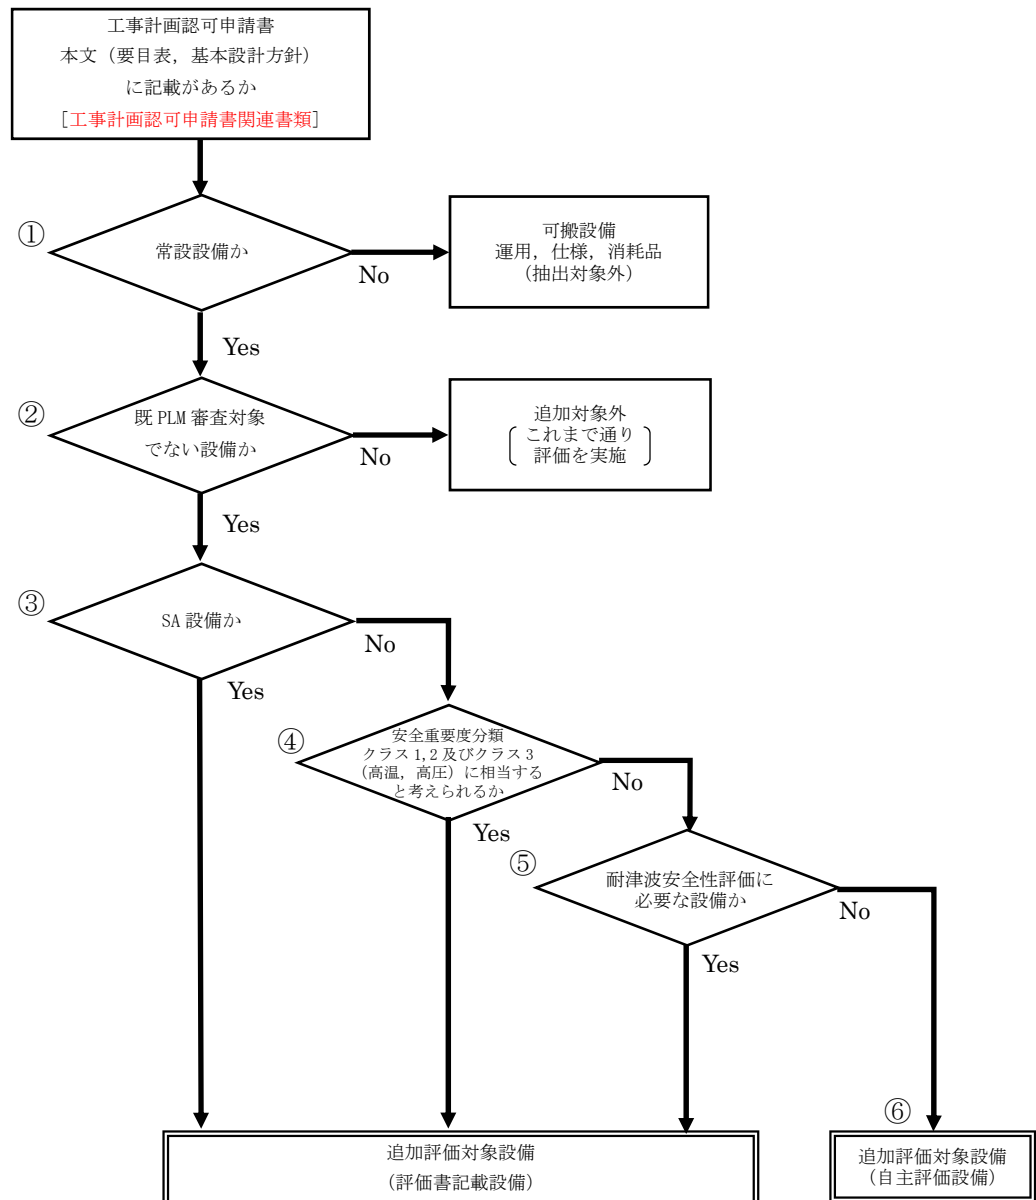 工事計画認可申請書
本文（要目表，基本設計方針）
に記載があるか
［工事計画認可申請書関連書類］
①
常設設備か
No
可搬設備
運用，仕様，消耗品
（抽出対象外）
Yes
②
既 PLM 審査対象
でない設備か
No
追加対象外
これまで通り
評価を実施
Yes
③
SA 設備か
No
Yes
④
安全重要度分類
クラス 1,2 及びクラス 3
（高温，高圧）に相当する
と考えられるか
No
Yes
⑤
耐津波安全性評価に
必要な設備か
No
Yes
⑥
追加評価対象設備
（評価書記載設備）
追加評価対象設備
（自主評価設備）